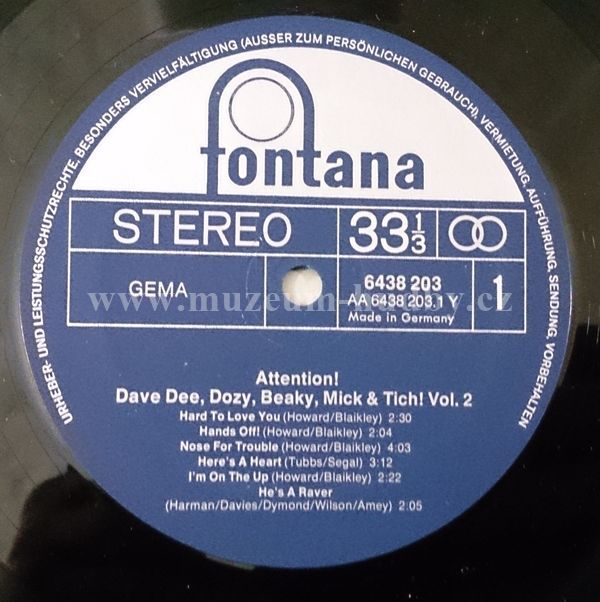 URHEBER- UND LEISTUNGSSCHUTZRECHTE, BESONDERS VERVIELFÄLTIGUNG (AUSSER ZUM PERSÖNLICHEN GEBRAUCH), VERMIETUNG, AUFFÜHRUNG, SENDUNG, VORBEHALTEN
fontana
STEREO 33 1/3
GEMA 6438 203 1
AA 6438 203.1 Y
Made in Germany
www.muzeum-hudby.cz
Attention!
Dave Dee, Dozy, Beaky, Mick & Tich! Vol. 2
Hard To Love You (Howard/Blaikley) 2:30
Hands Off! (Howard/Blaikley) 2:04
Nose For Trouble (Howard/Blaikley) 4:03
Here's A Heart (Tubbs/Segal) 3:12
I'm On The Up (Howard/Blaikley) 2:22
He's A Raver
(Harman/Davies/Dymond/Wilson/Amey) 2:05